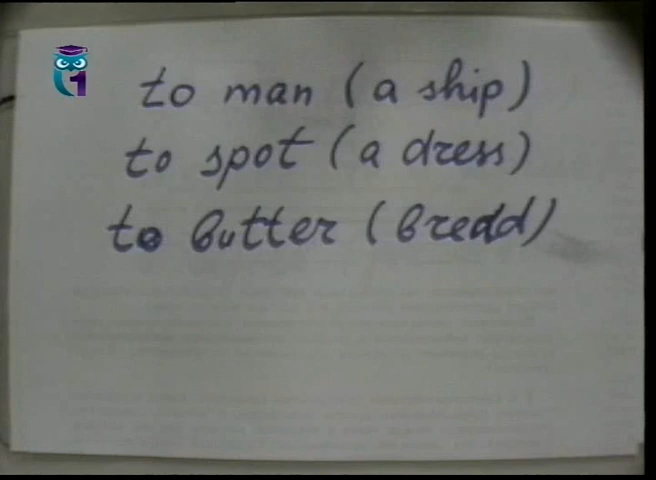 to man (a ship)
to spot (a dress)
to butter (bredd)